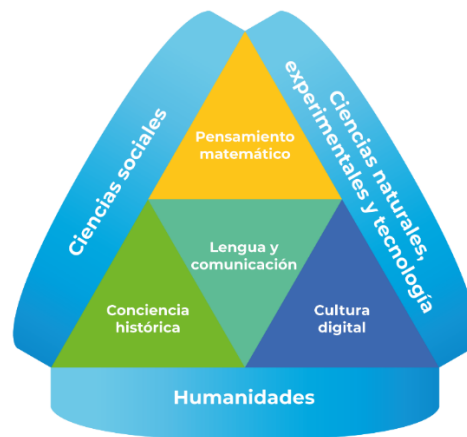 Pensamiento
matemático
Ciencias sociales
Ciencias naturales,
experimentales y tecnología
Lengua y
comunicación
Conciencia
histórica
Cultura
digital
Humanidades